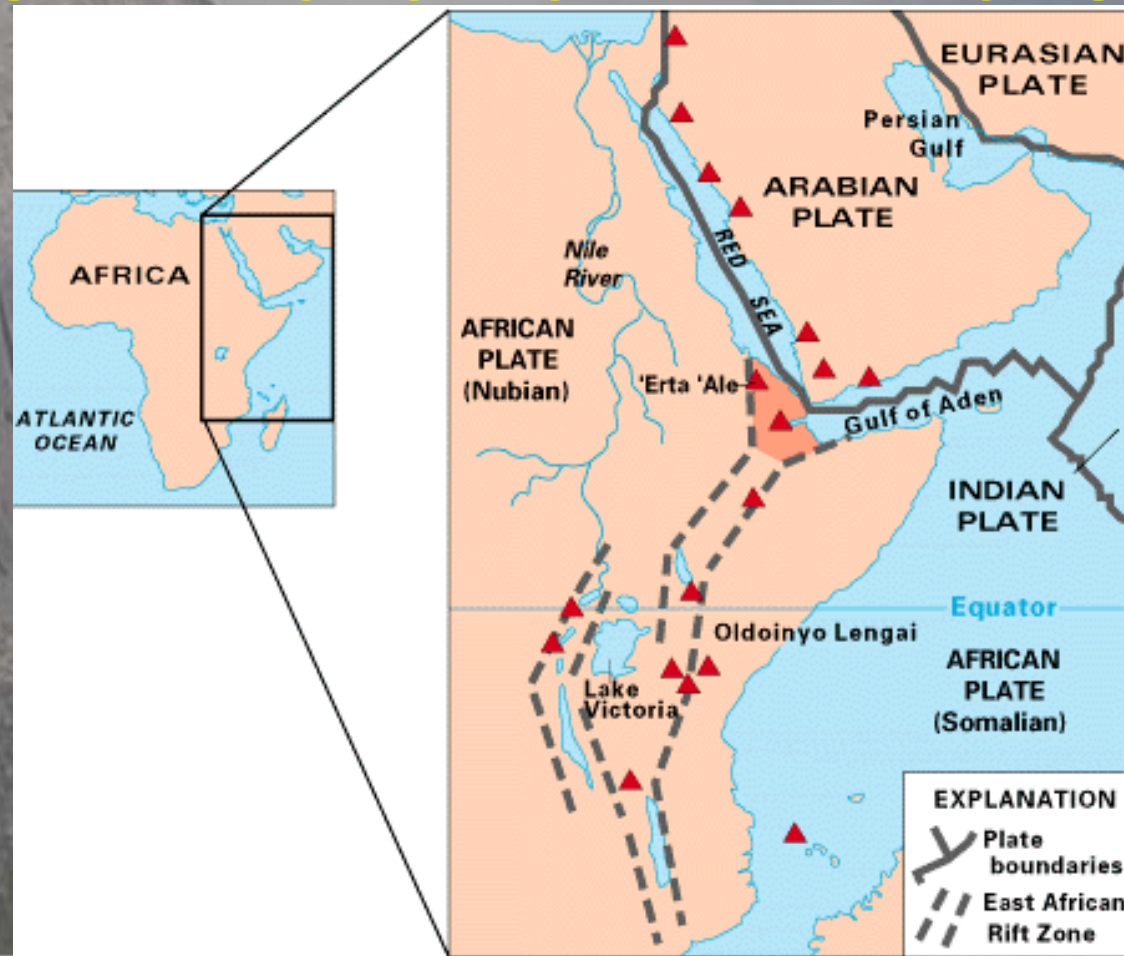 AFRICA
ATLANTIC
OCEAN
EURASIAN
PLATE
Persian
Gulf
ARABIAN
PLATE
RED
SEA
Nile
River
AFRICAN
PLATE
(Nubian)
'Erta 'Ale
Gulf of Aden
INDIAN
PLATE
Equator
Oldoinyo Lengai
AFRICAN
PLATE
(Somalian)
Lake
Victoria
EXPLANATION
Plate
boundaries
East African
Rift Zone